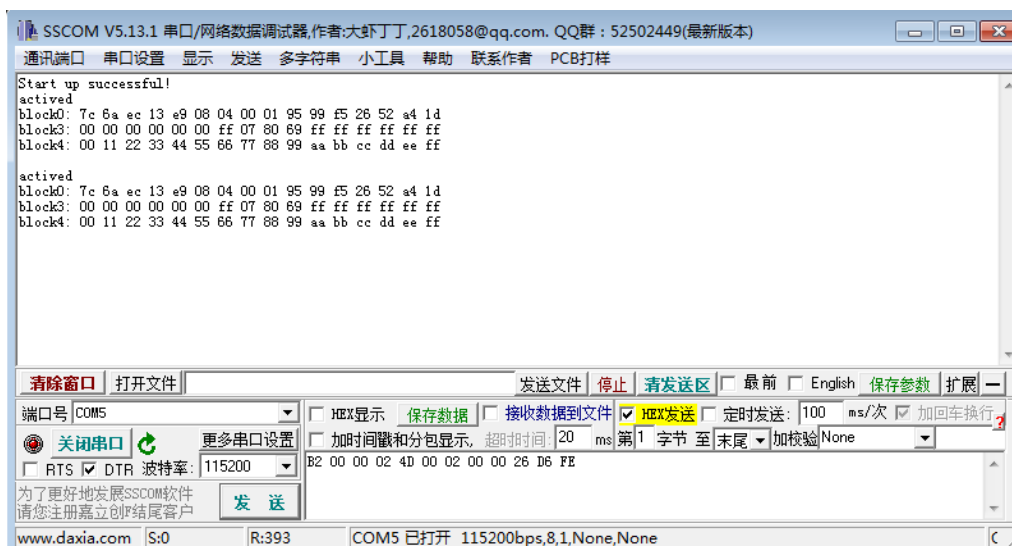 SSCOM V5.13.1 串口/网络数据调试器,作者:大虾丁丁,2618058@qq.com. QQ群：52502449(最新版本)
通讯端口 串口设置 显示 发送 多字符串 小工具 帮助 联系作者 PCB打样
Start up successful!
actived
block0: 7c 6a ec 13 e9 08 04 00 01 95 99 f5 26 52 a4 1d
block3: 00 00 00 00 00 00 ff 07 80 69 ff ff ff ff ff ff
block4: 00 11 22 33 44 55 66 77 88 99 aa bb cc dd ee ff
actived
block0: 7c 6a ec 13 e9 08 04 00 01 95 99 f5 26 52 a4 1d
block3: 00 00 00 00 00 00 ff 07 80 69 ff ff ff ff ff ff
block4: 00 11 22 33 44 55 66 77 88 99 aa bb cc dd ee ff
清除窗口 打开文件 发送文件 停止 清发送区 最前 English 保存参数 扩展 —
端口号 COM5 HEX显示 保存数据 接收数据到文件 HEX发送 定时发送: 100 ms/次 加回车换行
关闭串口 更多串口设置 加时间戳和分包显示, 超时时间: 20 ms 第1 字节 至 末尾 加校验 None ?
RTS DTR 波特率: 115200
B2 00 00 02 4D 00 02 00 00 26 D6 FE
为了更好地发展SSCOM软件
请您注册嘉立创F结尾客户
发 送
www.daxia.com S:0 R:393 COM5 已打开 115200bps,8,1,None,None C